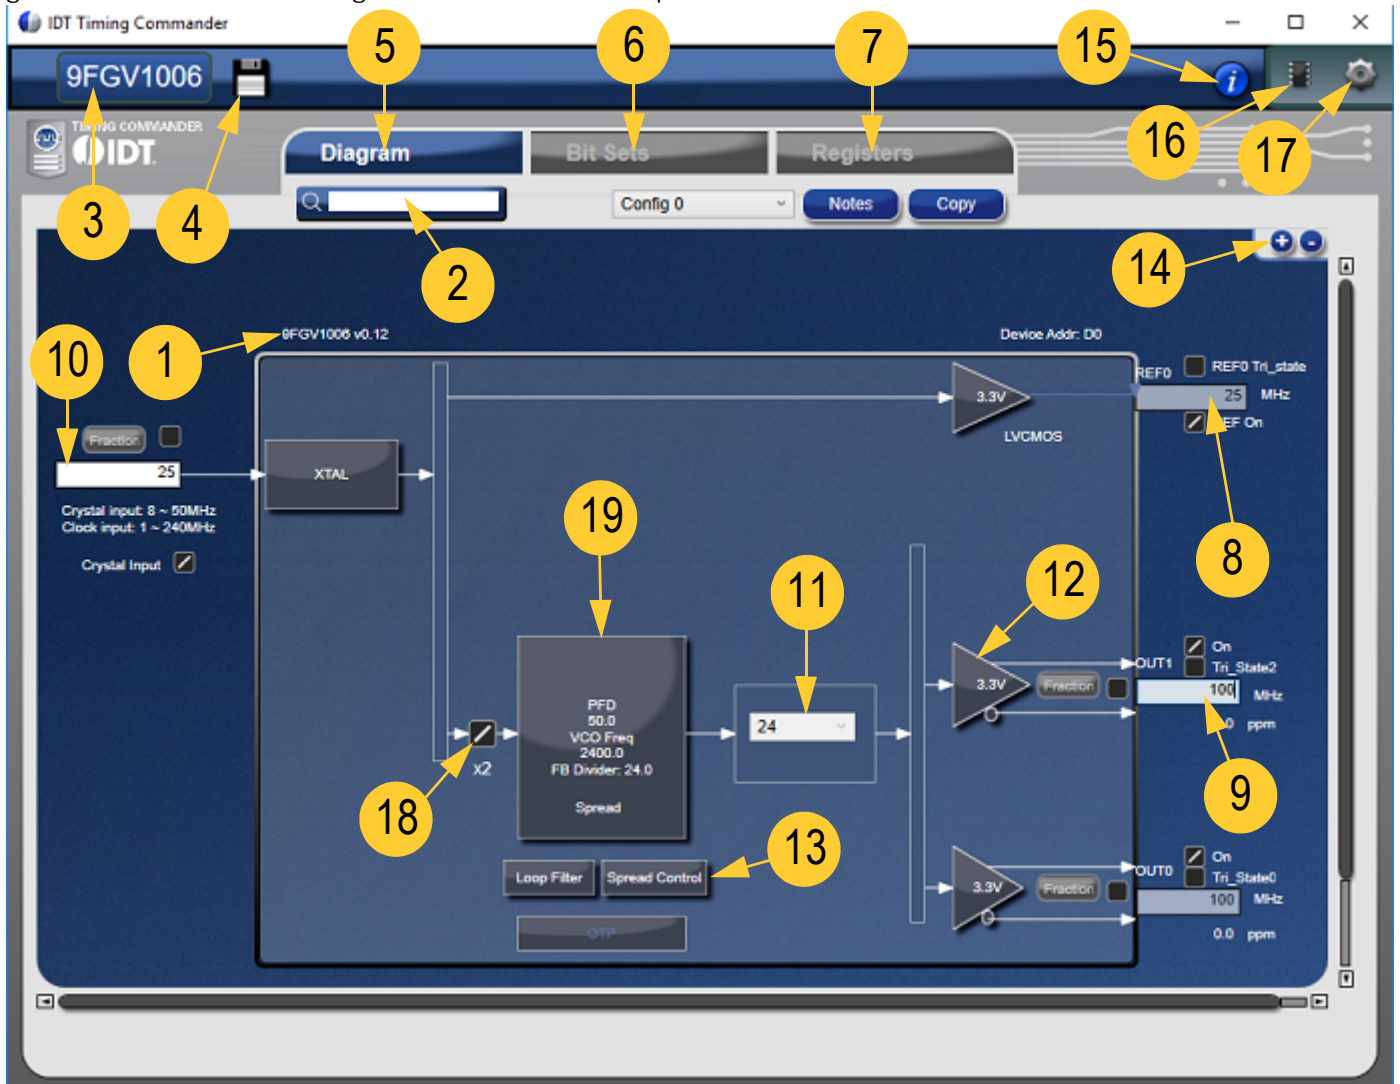 IDT Timing Commander
5
6
7
15
9FGV1006
i
16
17
TIMING COMMANDER
IDT
Diagram
Bit Sets
Registers
3
4
2
Config 0
Notes
Copy
14
+ -
10
1
9FGV1006 v0.12
Device Addr: D0
REF0
REF0 Tri_state
25 MHz
REF On
3.3V
LVCMOS
Fraction
25
XTAL
Crystal input: 8 ~ 50MHz
Clock input: 1 ~ 240MHz
Crystal Input
19
11
12
8
OUT1
On
Tri_State2
100 MHz
ppm
3.3V
Fraction
PFD
50.0
VCO Freq
2400.0
FB Divider: 24.0
Spread
24
x2
18
13
9
Loop Filter
Spread Control
OTP
3.3V
Fraction
OUT0
On
Tri_State0
100 MHz
0.0 ppm